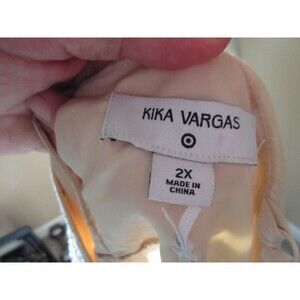 KIKA VARGAS
2X
MADE IN
CHINA